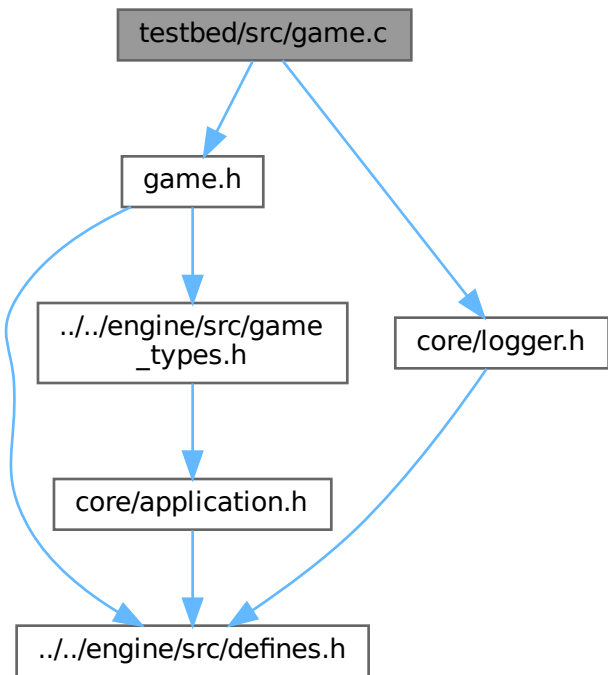 testbed/src/game.c
game.h
../../engine/src/game
_types.h
core/logger.h
core/application.h
../../engine/src/defines.h